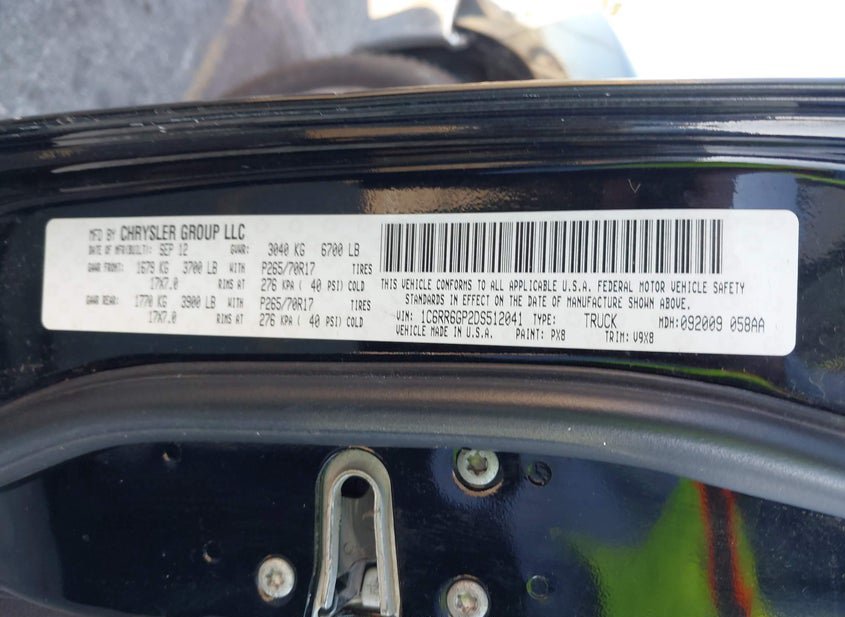 MFD BY CHRYSLER GROUP LLC
DATE OF MFR(BUILT): SEP 12 GVWR: 3040 KG 6700 LB
GAWR FRONT: 1679 KG 3700 LB WITH P265/70R17 TIRES
17X7.0 RIMS AT 276 KPA ( 40 PSI) COLD
GAWR REAR: 1770 KG 3900 LB WITH P265/70R17 TIRES
17X7.0 RIMS AT 276 KPA ( 40 PSI) COLD
THIS VEHICLE CONFORMS TO ALL APPLICABLE U.S.A. FEDERAL MOTOR VEHICLE SAFETY
STANDARDS IN EFFECT ON THE DATE OF MANUFACTURE SHOWN ABOVE.
VIN: 1C6RR6GP2DS512041 TYPE: TRUCK MDH:092009 058AA
VEHICLE MADE IN U.S.A. PAINT: PX8 TRIM: V9X8